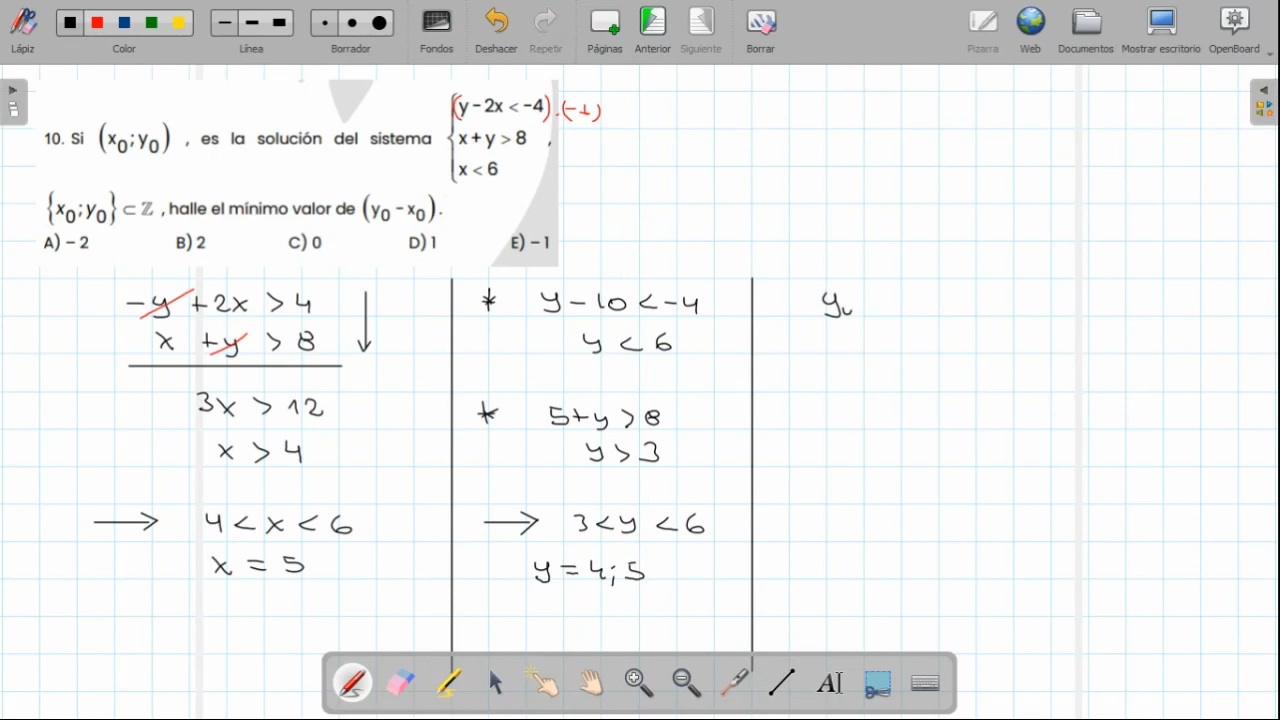 Lápiz Color Línea Borrador Fondos Deshacer Repetir Páginas Anterior Siguiente Borrar Pizarra Web Documentos Mostrar escritorio OpenBoard
10. Si (x₀;y₀), es la solución del sistema { y - 2x < -4
x + y > 8
x < 6 ,
(y - 2x < -4) . (-1)
{x₀;y₀} ⊂ ℤ, halle el mínimo valor de (y₀ - x₀).
A) - 2 B) 2 C) 0 D) 1 E) - 1
-y + 2x > 4
x + y > 8
3x > 12
x > 4
→ 4 < x < 6
x = 5
* y - 10 < -4
y < 6
* 5 + y > 8
y > 3
→ 3 < y < 6
y = 4; 5
y
AI